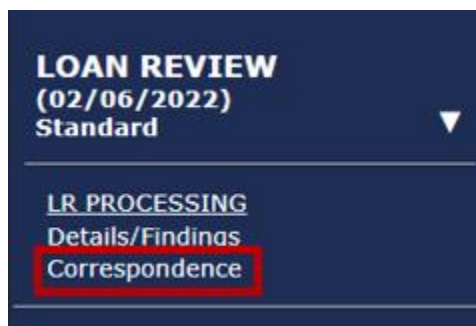 LOAN REVIEW
(02/06/2022)
Standard
LR PROCESSING
Details/Findings
Correspondence